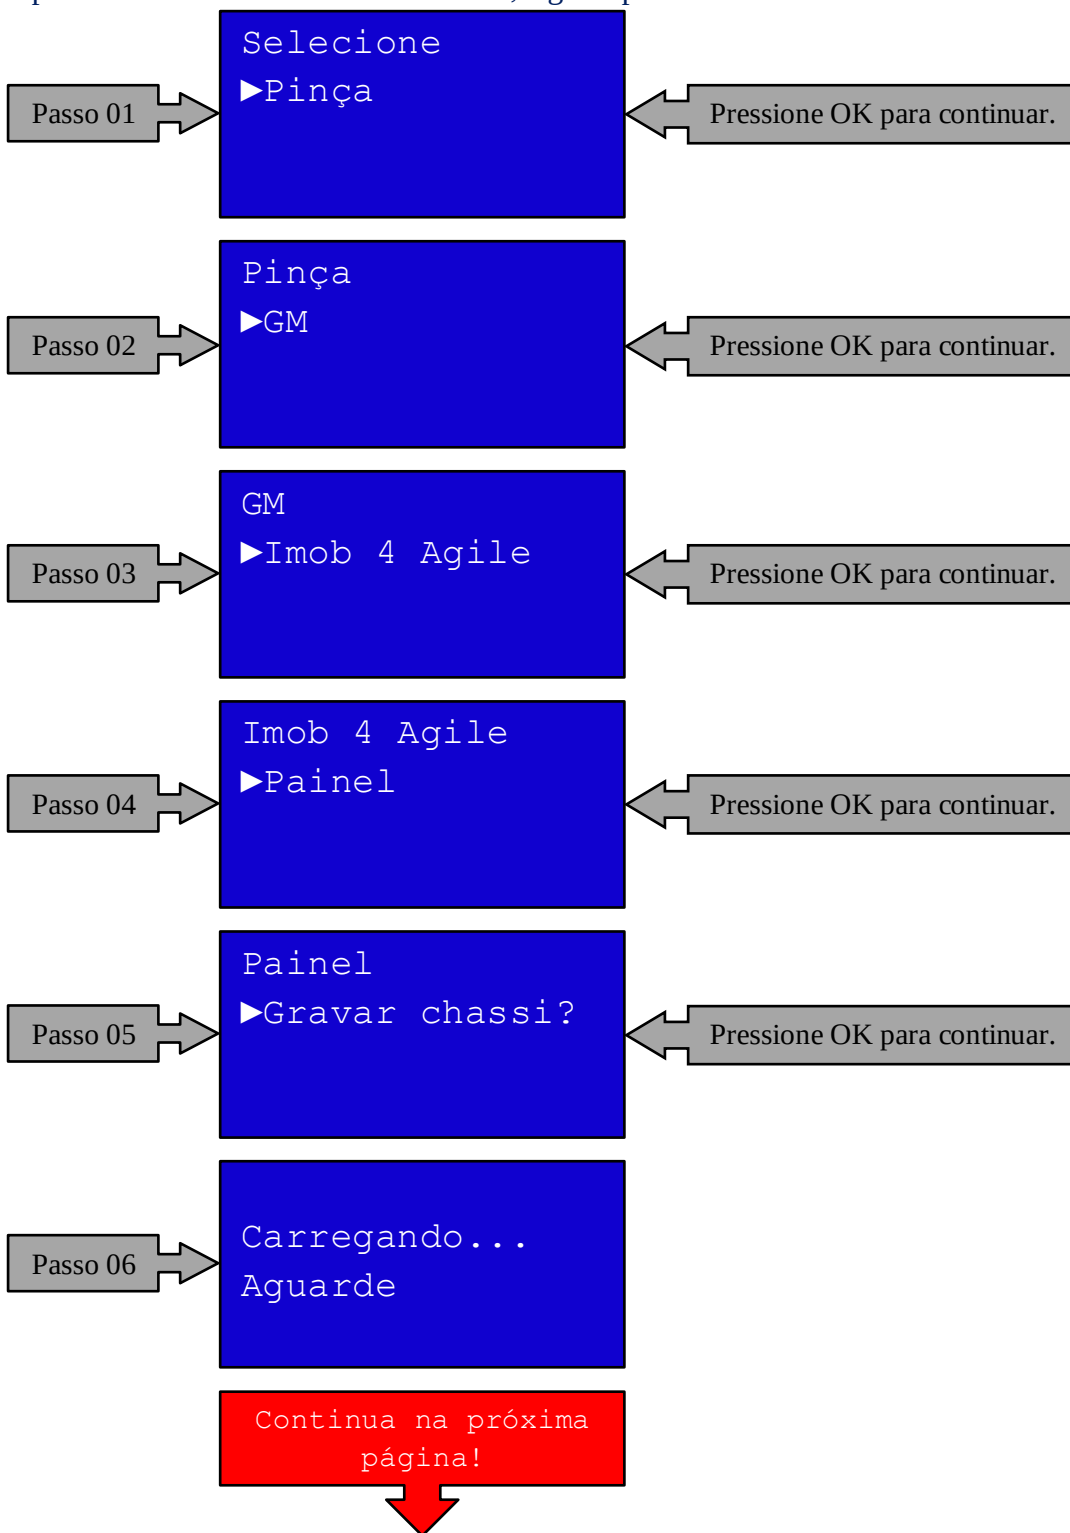 Selecione
►Pinça
Passo 01
Pressione OK para continuar.
Pinça
►GM
Passo 02
Pressione OK para continuar.
GM
►Imob 4 Agile
Passo 03
Pressione OK para continuar.
Imob 4 Agile
►Painel
Passo 04
Pressione OK para continuar.
Painel
►Gravar chassi?
Passo 05
Pressione OK para continuar.
Carregando...
Aguarde
Passo 06
Continua na próxima
página!